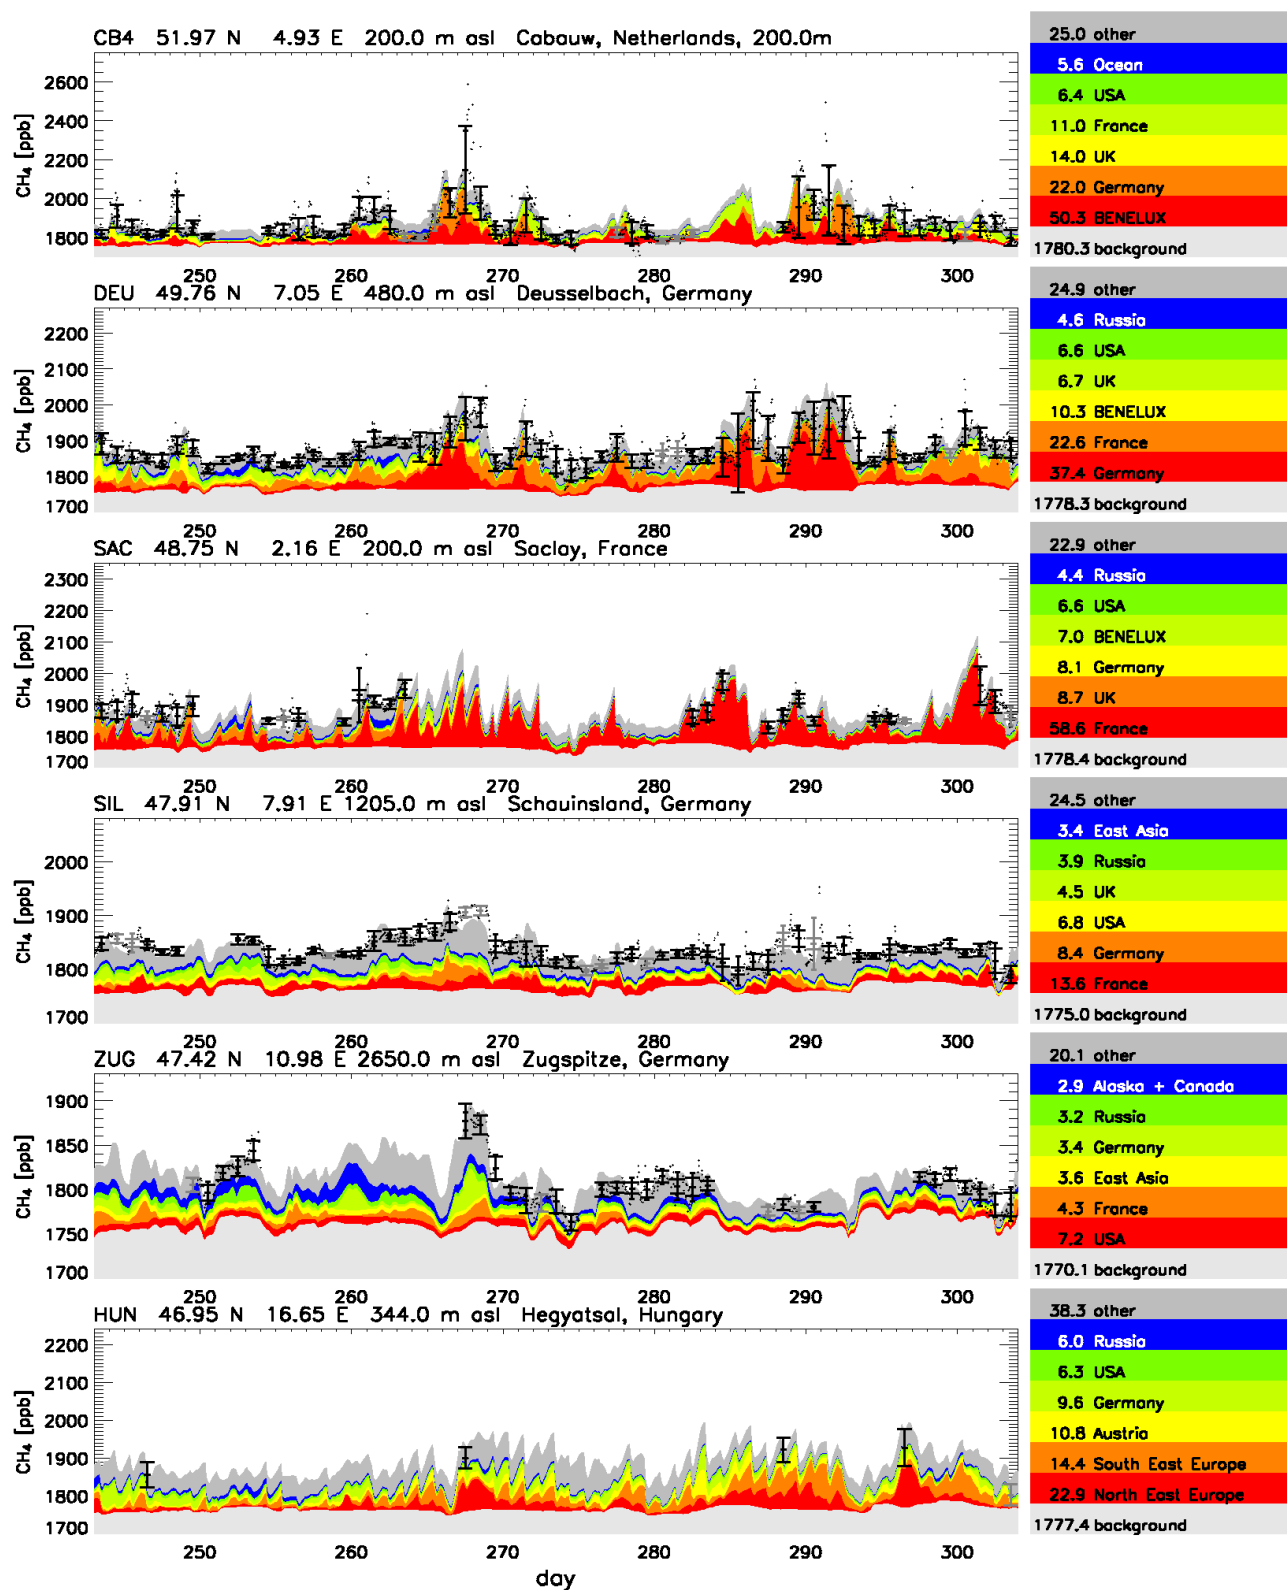 CB4 51.97 N 4.93 E 200.0 m asl Cabauw, Netherlands, 200.0m
CH₄ [ppb]
2600
2400
2200
2000
1800
250 260 270 280 290 300
25.0 other
5.6 Ocean
6.4 USA
11.0 France
14.0 UK
22.0 Germany
50.3 BENELUX
1780.3 background
DEU 49.76 N 7.05 E 480.0 m asl Deusselbach, Germany
CH₄ [ppb]
2200
2100
2000
1900
1800
1700
250 260 270 280 290 300
24.9 other
4.6 Russia
6.6 USA
6.7 UK
10.3 BENELUX
22.6 France
37.4 Germany
1778.3 background
SAC 48.75 N 2.16 E 200.0 m asl Saclay, France
CH₄ [ppb]
2300
2200
2100
2000
1900
1800
1700
250 260 270 280 290 300
22.9 other
4.4 Russia
6.6 USA
7.0 BENELUX
8.1 Germany
8.7 UK
58.6 France
1778.4 background
SIL 47.91 N 7.91 E 1205.0 m asl Schauinsland, Germany
CH₄ [ppb]
2000
1900
1800
1700
250 260 270 280 290 300
24.5 other
3.4 East Asia
3.9 Russia
4.5 UK
6.8 USA
8.4 Germany
13.6 France
1775.0 background
ZUG 47.42 N 10.98 E 2650.0 m asl Zugspitze, Germany
CH₄ [ppb]
1900
1850
1800
1750
1700
250 260 270 280 290 300
20.1 other
2.9 Alaska + Canada
3.2 Russia
3.4 Germany
3.6 East Asia
4.3 France
7.2 USA
1770.1 background
HUN 46.95 N 16.65 E 344.0 m asl Hegyatsal, Hungary
CH₄ [ppb]
2200
2100
2000
1900
1800
1700
250 260 270 280 290 300
day
38.3 other
6.0 Russia
6.3 USA
9.6 Germany
10.8 Austria
14.4 South East Europe
22.9 North East Europe
1777.4 background